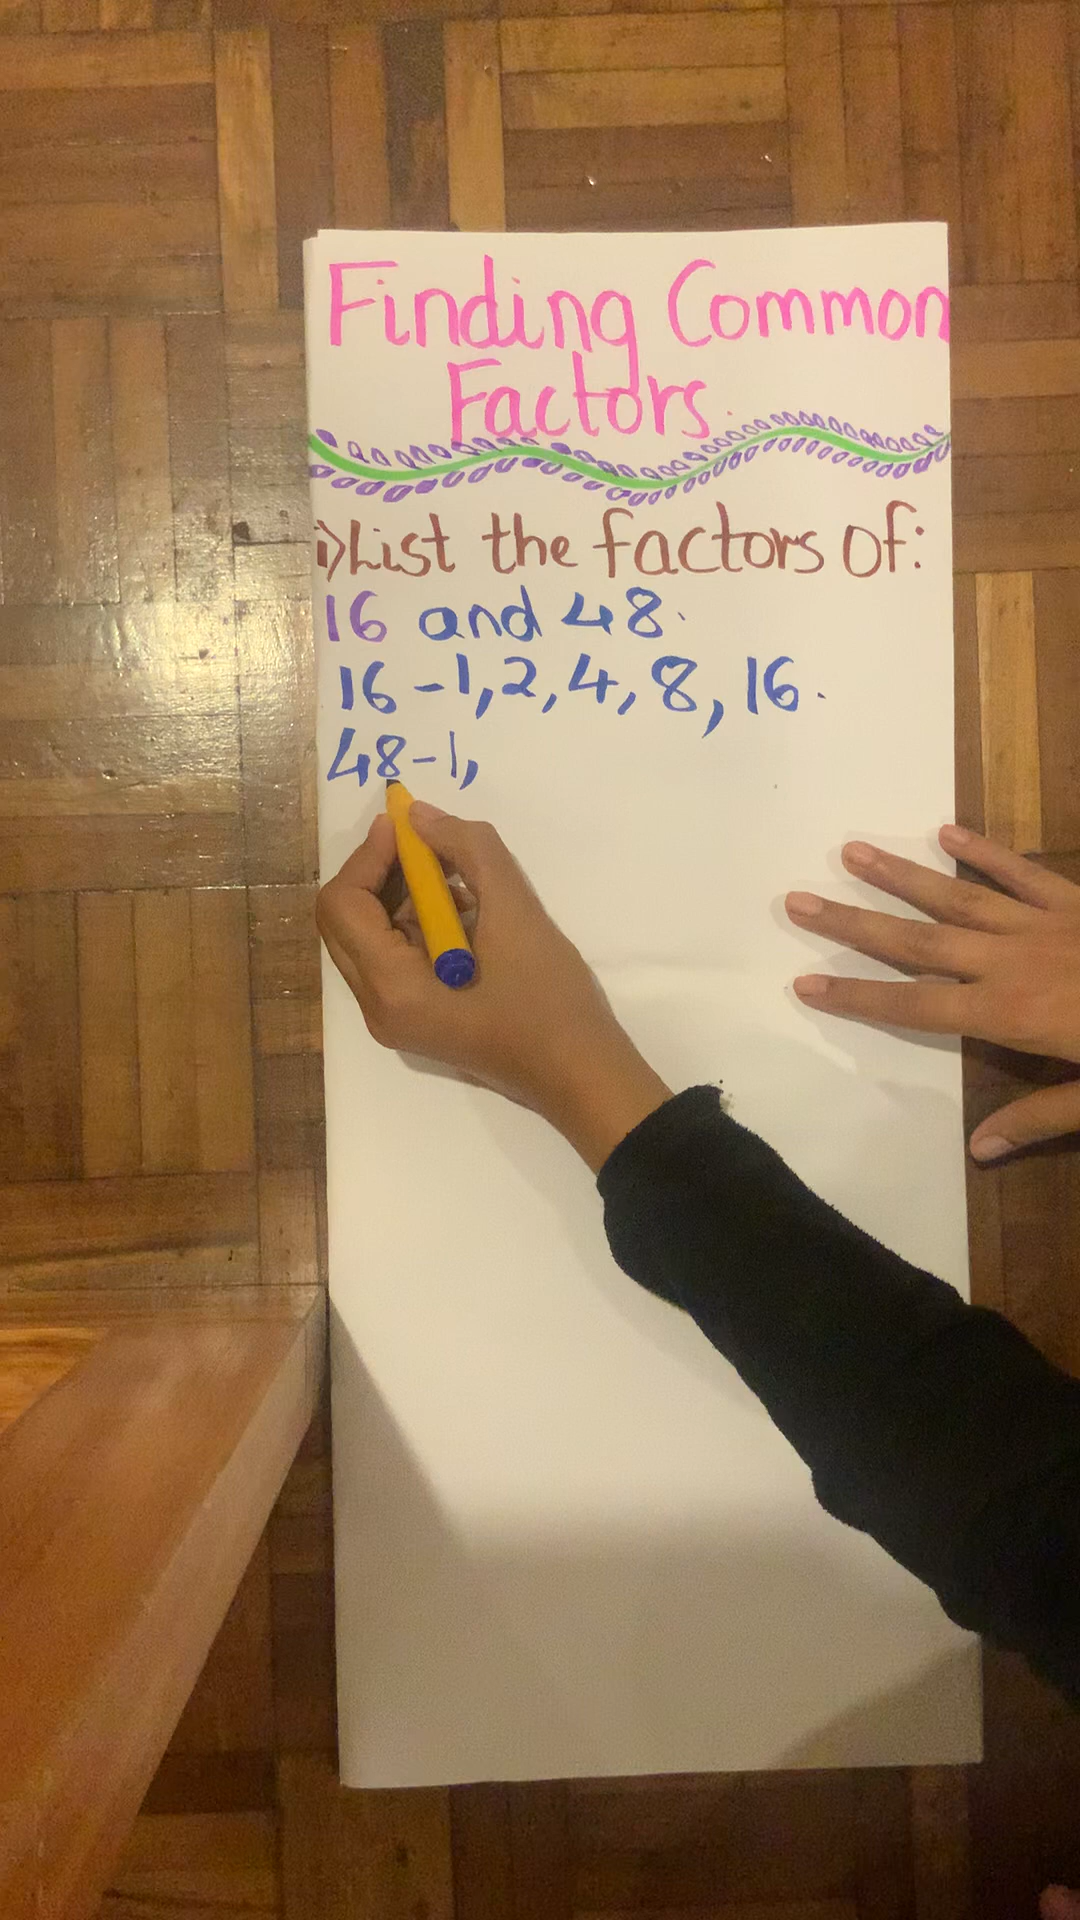 Finding Common
Factors.
i)List the factors of:
16 and 48.
16 - 1, 2, 4, 8, 16.
48 - 1,